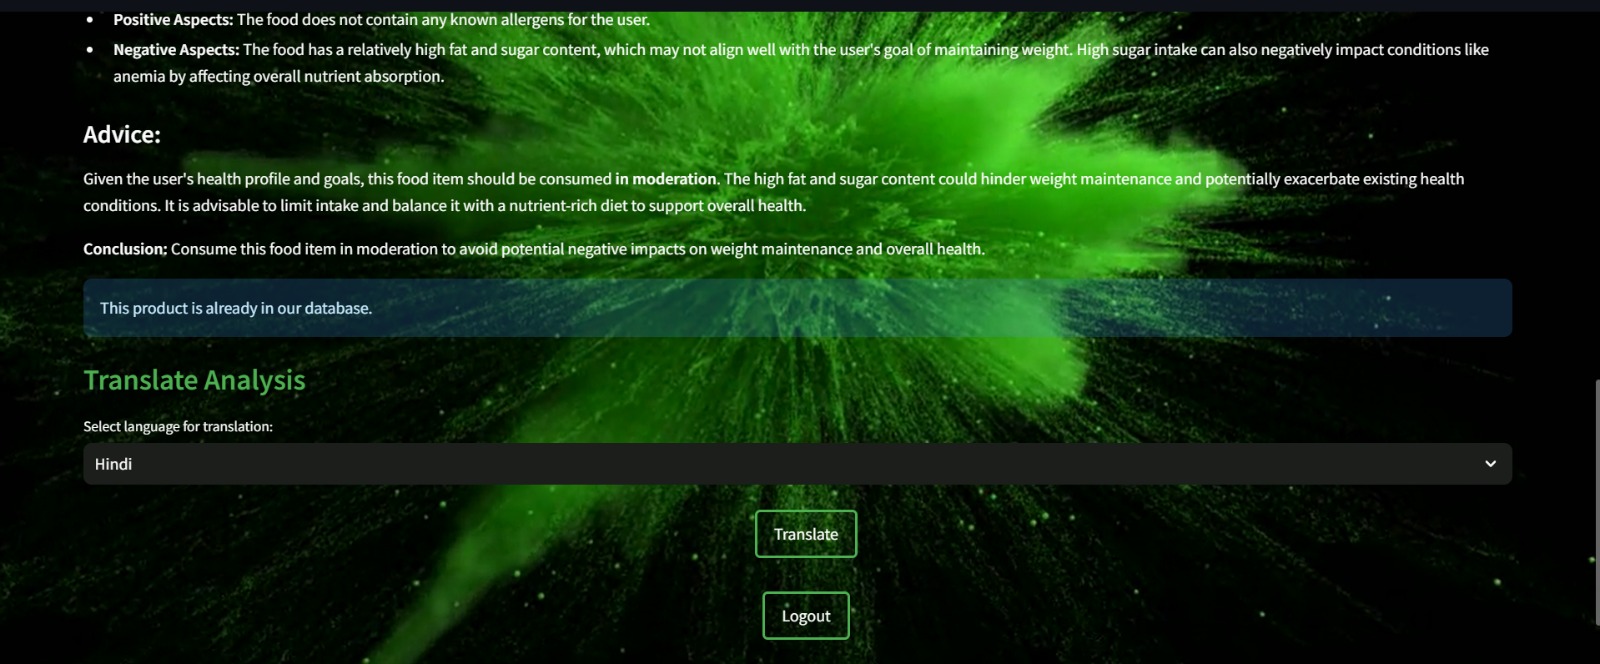 Positive Aspects: The food does not contain any known allergens for the user.
Negative Aspects: The food has a relatively high fat and sugar content, which may not align well with the user's goal of maintaining weight. High sugar intake can also negatively impact conditions like
anemia by affecting overall nutrient absorption.
Advice:
Given the user's health profile and goals, this food item should be consumed in moderation. The high fat and sugar content could hinder weight maintenance and potentially exacerbate existing health
conditions. It is advisable to limit intake and balance it with a nutrient-rich diet to support overall health.
Conclusion: Consume this food item in moderation to avoid potential negative impacts on weight maintenance and overall health.
This product is already in our database.
Translate Analysis
Select language for translation:
Hindi
Translate
Logout